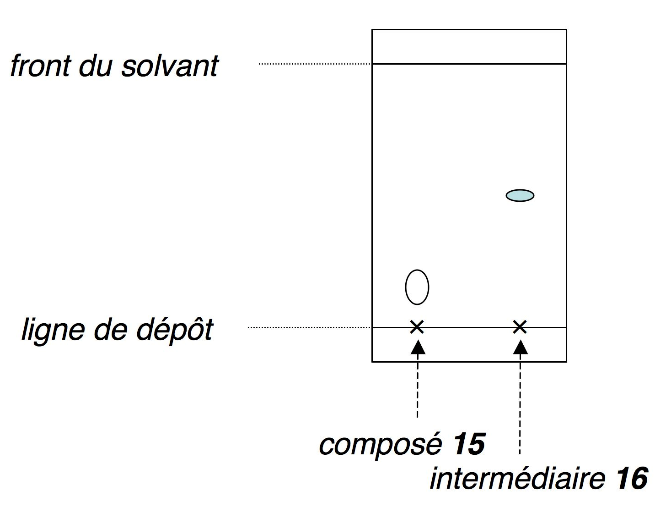 front du solvant
ligne de dépôt
composé 15
intermédiaire 16